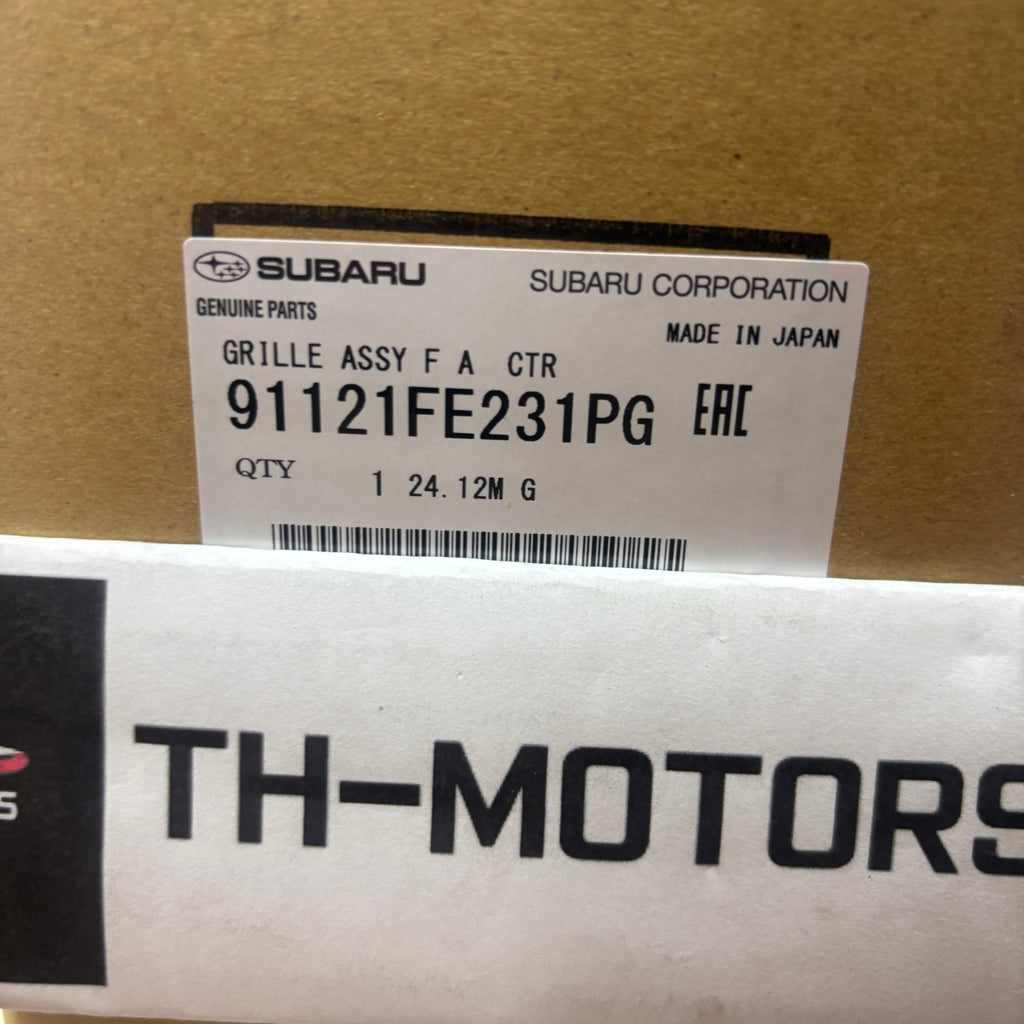 SUBARU
SUBARU CORPORATION
GENUINE PARTS
MADE IN JAPAN
GRILLE ASSY F A CTR
91121FE231PG
EAC
QTY 1 24.12M G
TH-MOTORS
S